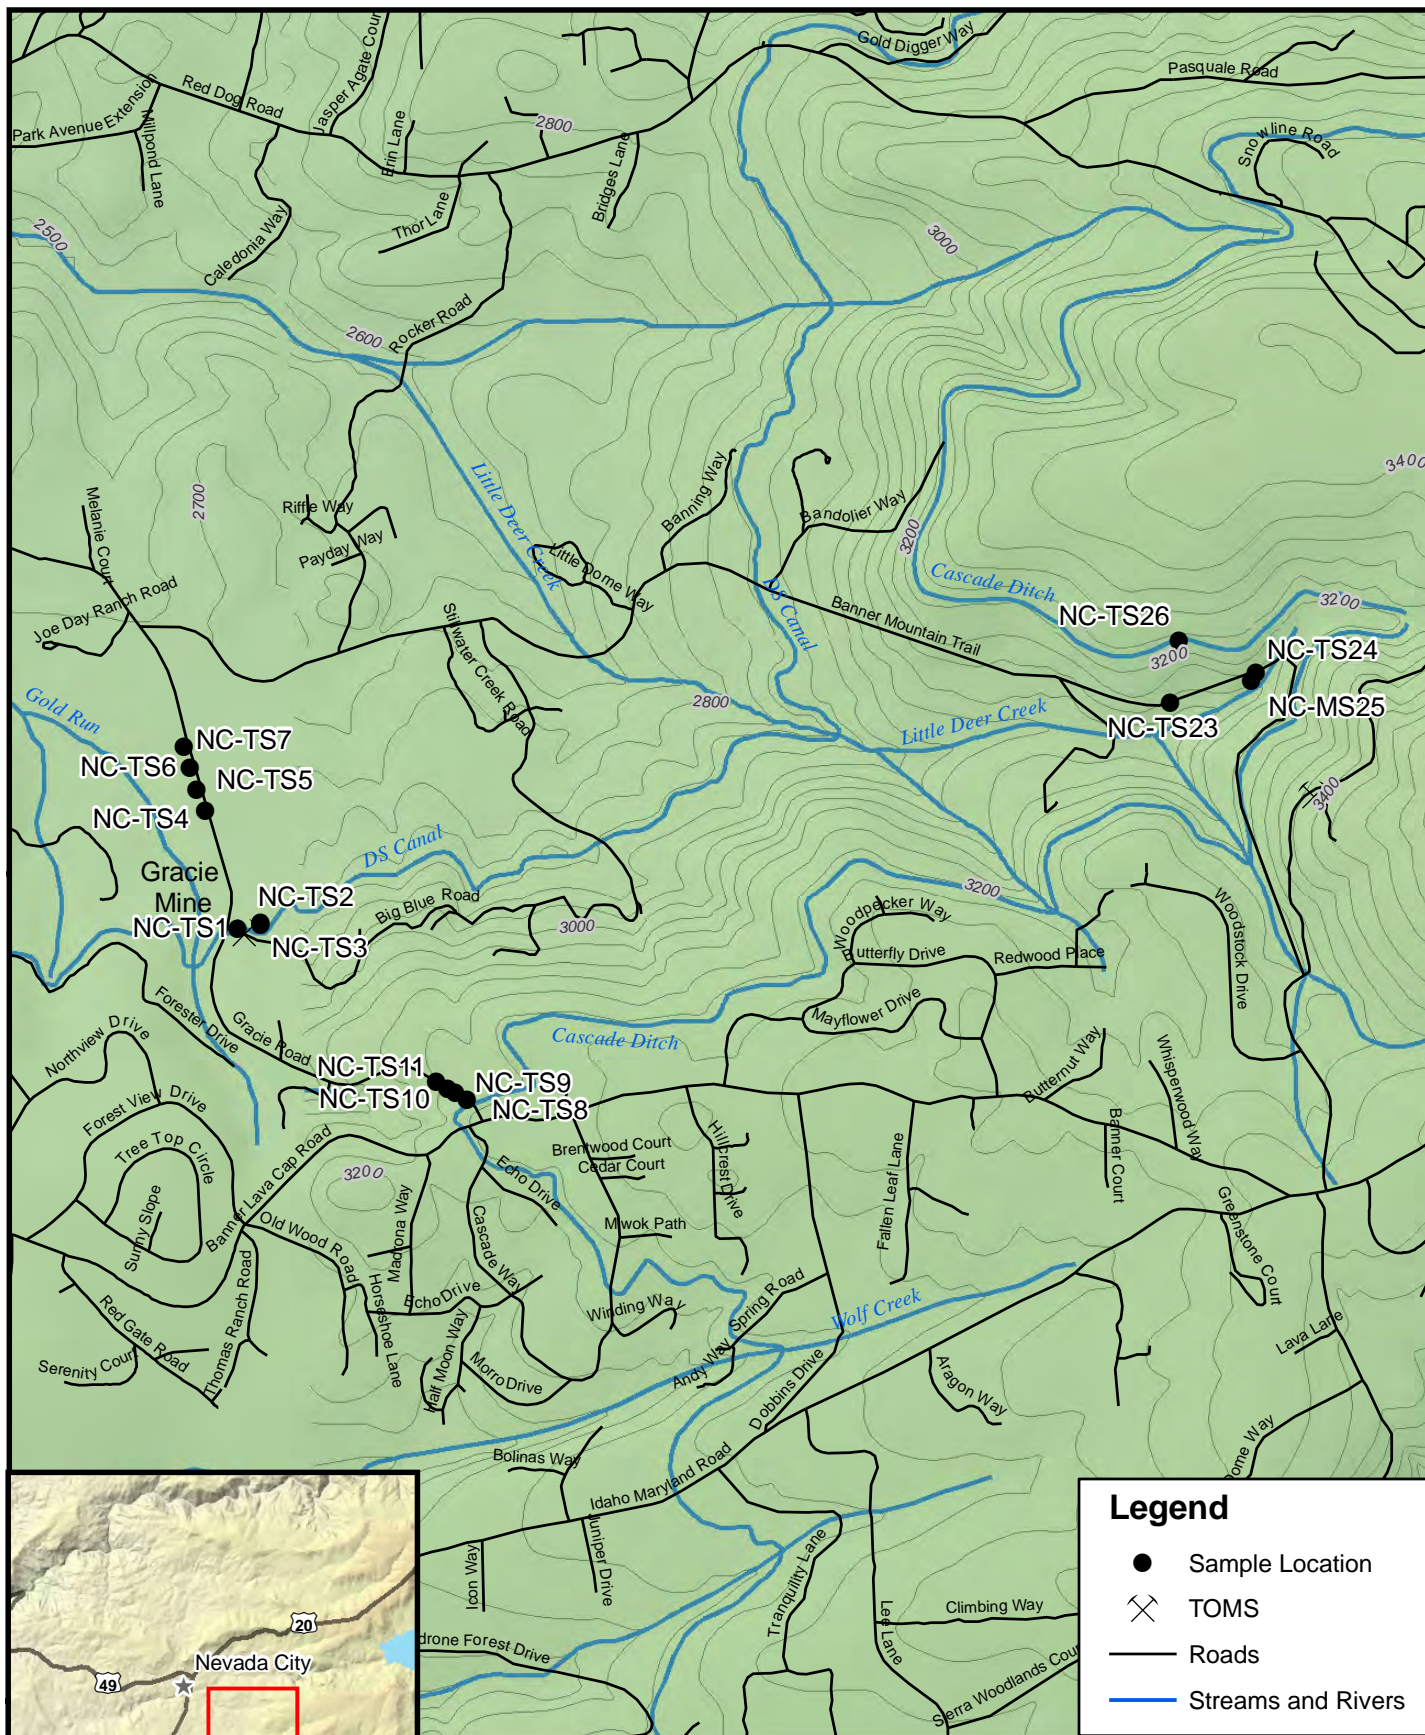 Gold Digger Way
Pasquale Road
Red Dog Road
Jasper Agate Cour
Park Avenue Extension
Millpond Lane
Erin Lane
2800
Bridges Lane
Snowline Road
Thor Lane
Caledonia Way
2500
3000
2600
Rocker Road
3400
Little Deer Creek
Banning Way
Bandolier Way
2700
Melanie Court
Riffle Way
Payday Way
Little Dome Way
3200
Cascade Ditch
DS Canal
Banner Mountain Trail
3200
NC-TS26
3200
NC-TS24
NC-MS25
NC-TS23
Joe Day Ranch Road
Stillwater Creek Road
Gold Run
2800
Little Deer Creek
NC-TS7
NC-TS6
NC-TS5
NC-TS4
3400
DS Canal
Gracie
Mine
NC-TS2
NC-TS1
NC-TS3
Big Blue Road
3000
3200
Woodpecker Way
Butterfly Drive
Redwood Place
Woodstock Drive
Mayflower Drive
Forester Drive
Gracie Road
Cascade Ditch
Northview Drive
NC-TS11
NC-TS10
NC-TS9
NC-TS8
Butternut Way
Whisperwood Way
Forest View Drive
Tree Top Circle
Sunny Slope
Banner Lava Cap Road
3200
Brentwood Court
Cedar Court
Hillcrest Drive
Banner Court
Echo Drive
Fallen Leaf Lane
Madrona Way
Cascade Way
Miwok Path
Greenstone Court
Old Wood Road
Horseshoe Lane
Echo Drive
Winding Way
Spring Road
Wolf Creek
Thomas Ranch Road
Red Gate Road
Serenity Court
Half Moon Way
Morro Drive
Andy Way
Dobbins Drive
Aragon Way
Lava Lane
Dome Way
Bolinas Way
Idaho Maryland Road
Juniper Drive
Icon Way
Tranquility Lane
Lee Lane
Climbing Way
drone Forest Drive
Sierra Woodlands Cou
20
49
Nevada City
Legend
Sample Location
TOMS
Roads
Streams and Rivers